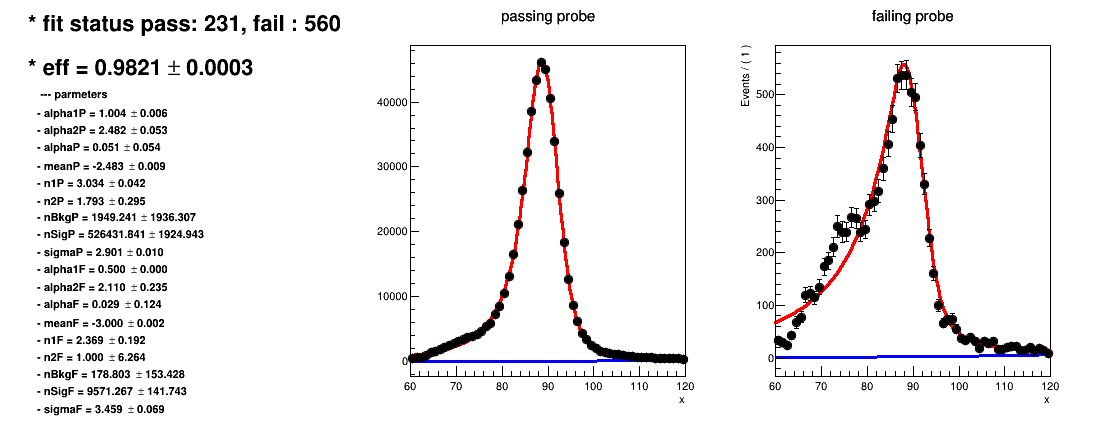 * fit status pass: 231, fail : 560
* eff = 0.9821 ± 0.0003
--- parmeters
- alpha1P = 1.004 ± 0.006
- alpha2P = 2.482 ± 0.053
- alphaP = 0.051 ± 0.054
- meanP = -2.483 ± 0.009
- n1P = 3.034 ± 0.042
- n2P = 1.793 ± 0.295
- nBkgP = 1949.241 ± 1936.307
- nSigP = 526431.841 ± 1924.943
- sigmaP = 2.901 ± 0.010
- alpha1F = 0.500 ± 0.000
- alpha2F = 2.110 ± 0.235
- alphaF = 0.029 ± 0.124
- meanF = -3.000 ± 0.002
- n1F = 2.369 ± 0.192
- n2F = 1.000 ± 6.264
- nBkgF = 178.803 ± 153.428
- nSigF = 9571.267 ± 141.743
- sigmaF = 3.459 ± 0.069
passing probe
40000
30000
20000
10000
0
60 70 80 90 100 110 120
x
failing probe
Events / ( 1 )
500
400
300
200
100
0
60 70 80 90 100 110 120
x